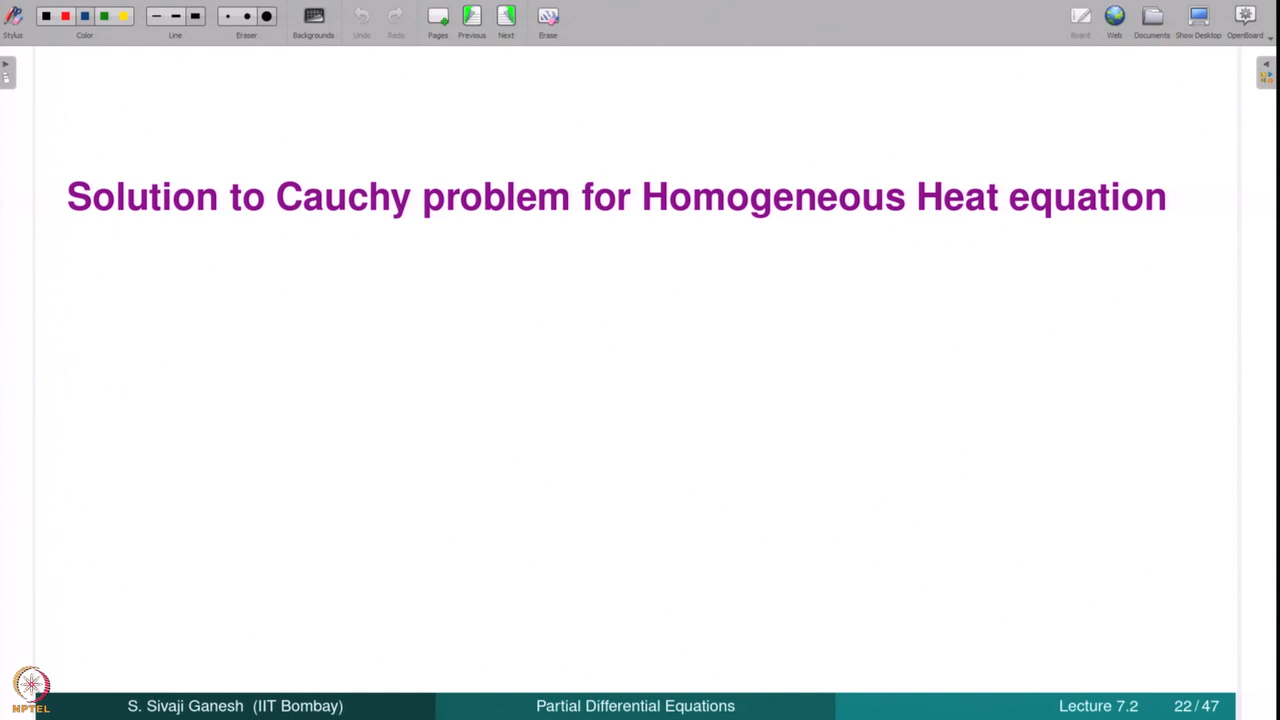 Stylus Color Line Eraser Backgrounds Undo Redo Pages Previous Next Erase Board Web Documents Show Desktop OpenBoard
Solution to Cauchy problem for Homogeneous Heat equation
NPTEL
S. Sivaji Ganesh (IIT Bombay) Partial Differential Equations Lecture 7.2 22/47